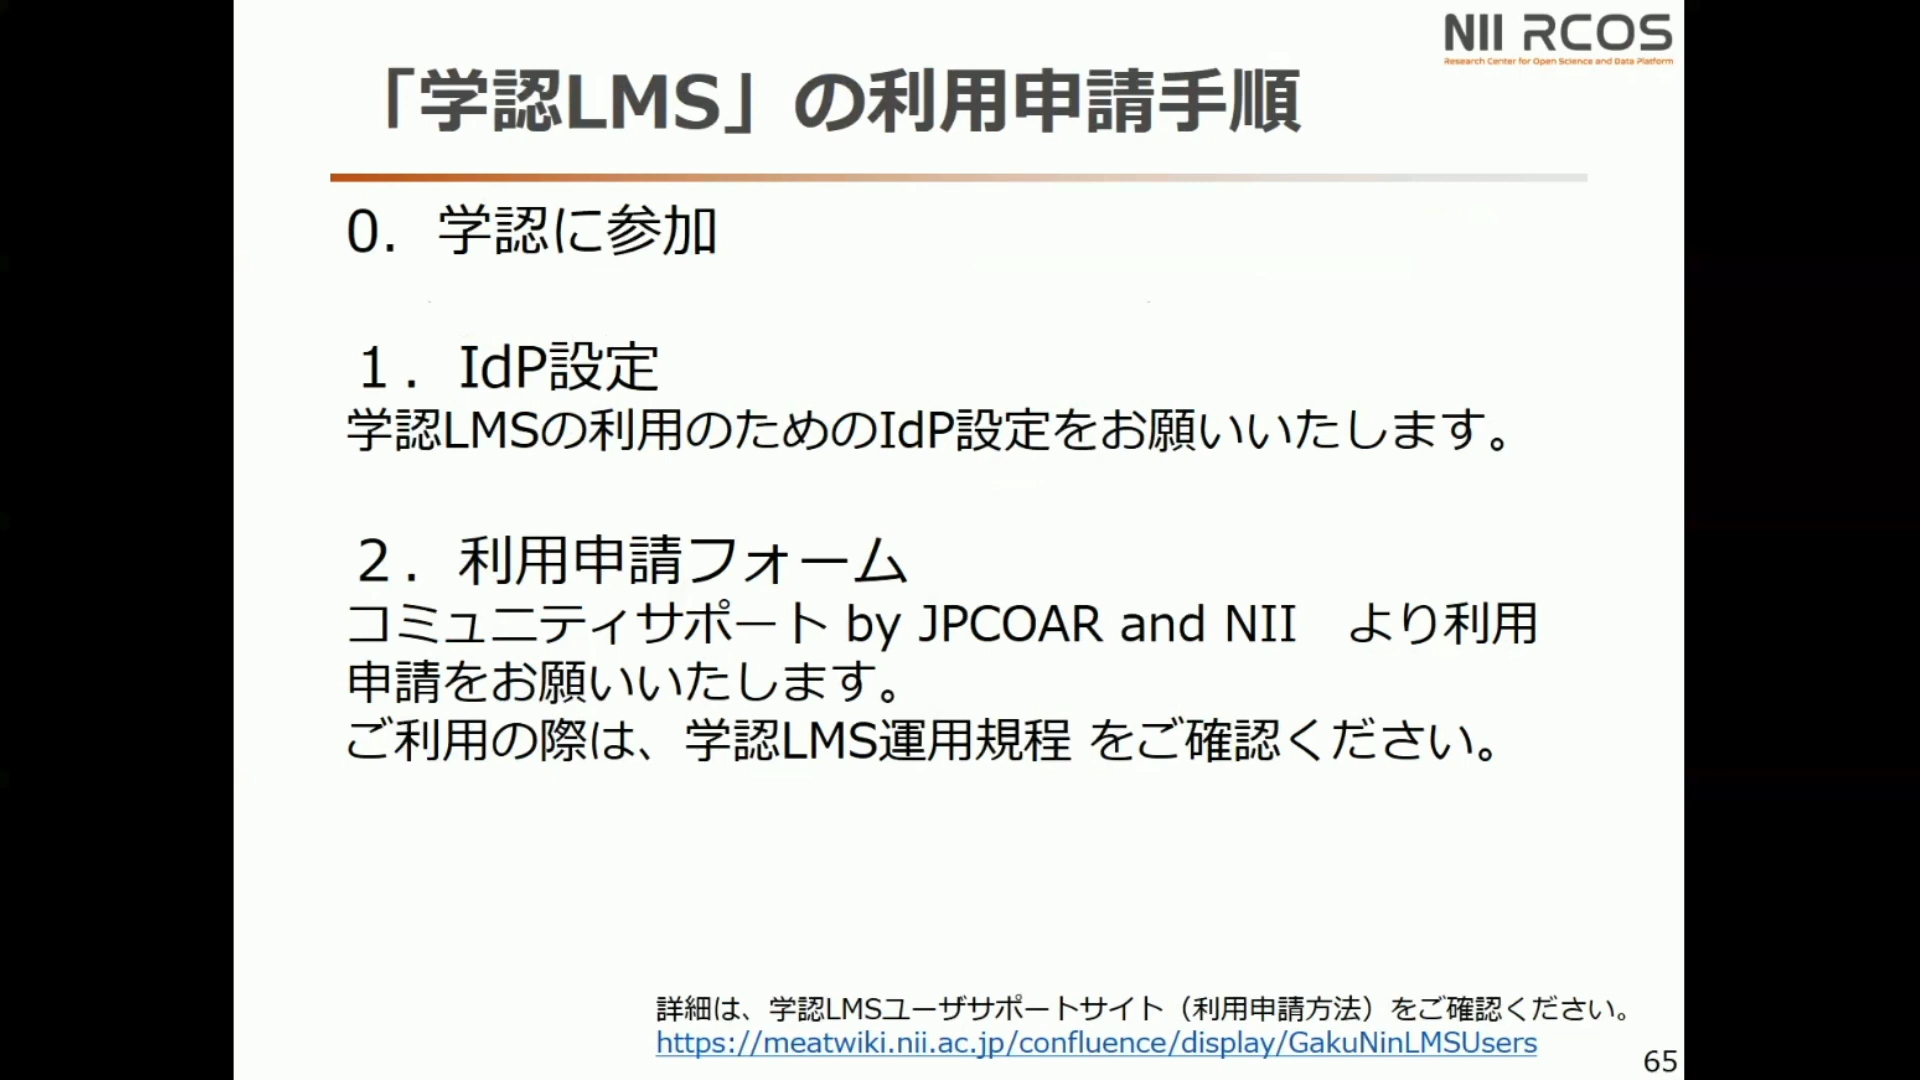 NII RCOS
Research Center for Open Science and Data Platform
「学認LMS」の利用申請手順
0．学認に参加
１．IdP設定
学認LMSの利用のためのIdP設定をお願いいたします。
２．利用申請フォーム
コミュニティサポート by JPCOAR and NII　より利用
申請をお願いいたします。
ご利用の際は、学認LMS運用規程 をご確認ください。
詳細は、学認LMSユーザサポートサイト（利用申請方法）をご確認ください。
https://meatwiki.nii.ac.jp/confluence/display/GakuNinLMSUsers
65